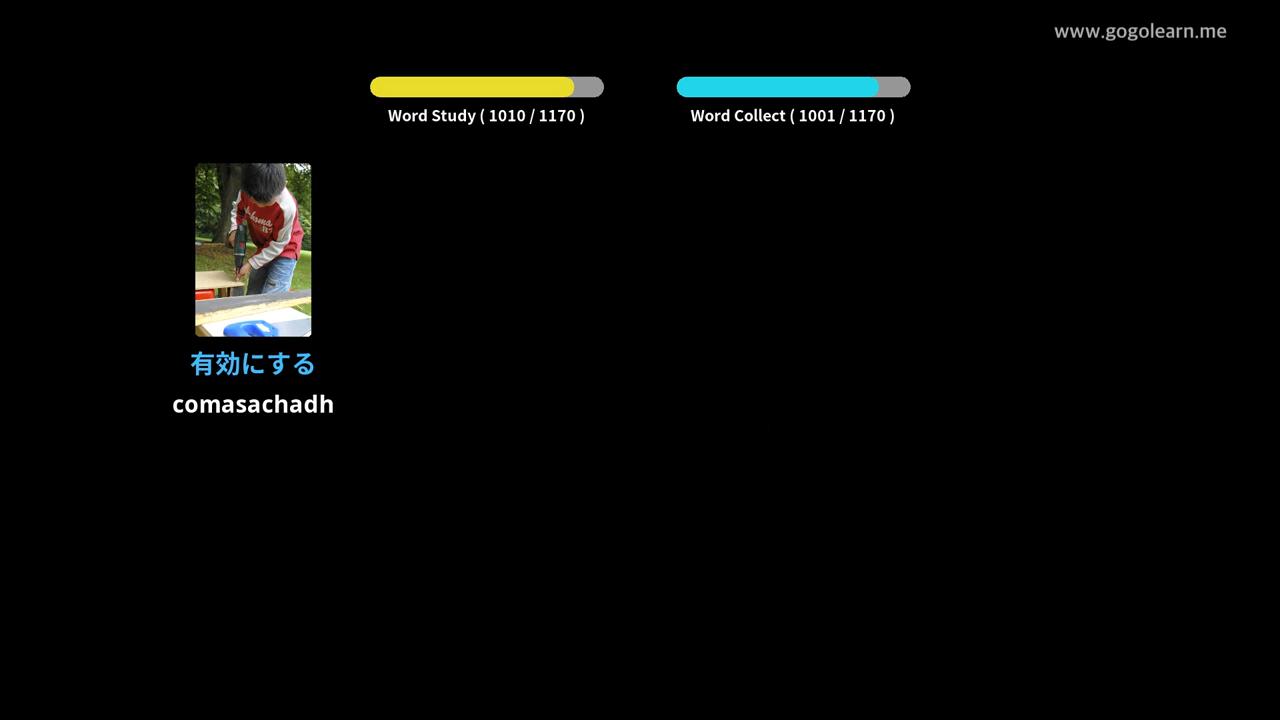 www.gogolearn.me
Word Study ( 1010 / 1170 )
Word Collect ( 1001 / 1170 )
有効にする
comasachadh